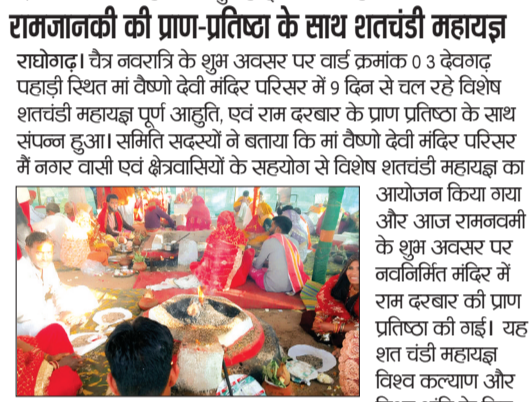 रामजानकी की प्राण-प्रतिष्ठा के साथ शतचंडी महायज्ञ
राघोगढ़। चैत्र नवरात्रि के शुभ अवसर पर वार्ड क्रमांक 0 3 देवगढ़
पहाड़ी स्थित मां वैष्णो देवी मंदिर परिसर में 9 दिन से चल रहे विशेष
शतचंडी महायज्ञ पूर्ण आहुति, एवं राम दरबार के प्राण प्रतिष्ठा के साथ
संपन्न हुआ। समिति सदस्यों ने बताया कि मां वैष्णो देवी मंदिर परिसर
मैं नगर वासी एवं क्षेत्रवासियों के सहयोग से विशेष शतचंडी महायज्ञ का
आयोजन किया गया
और आज रामनवमी
के शुभ अवसर पर
नवनिर्मित मंदिर में
राम दरबार की प्राण
प्रतिष्ठा की गई। यह
शत चंडी महायज्ञ
विश्व कल्याण और